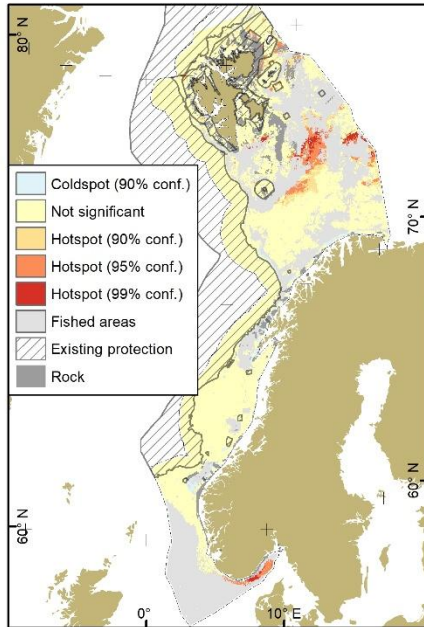 80° N
10° E
Coldspot (90% conf.)
Not significant
Hotspot (90% conf.)
Hotspot (95% conf.)
Hotspot (99% conf.)
Fished areas
Existing protection
Rock
70° N
60° N
60° N
0°
10° E